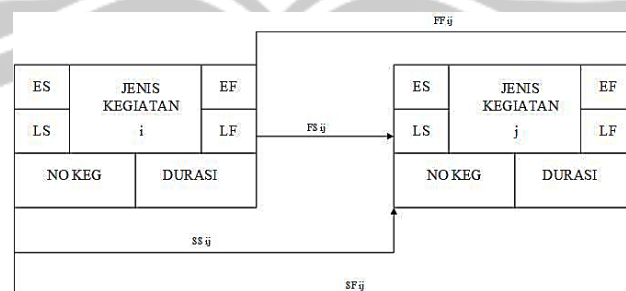 FF ij
ES
JENIS
KEGIATAN
i
EF
LS
LF
NO KEG
DURASI
FS ij
ES
JENIS
KEGIATAN
j
EF
LS
LF
NO KEG
DURASI
SS ij
SF ij